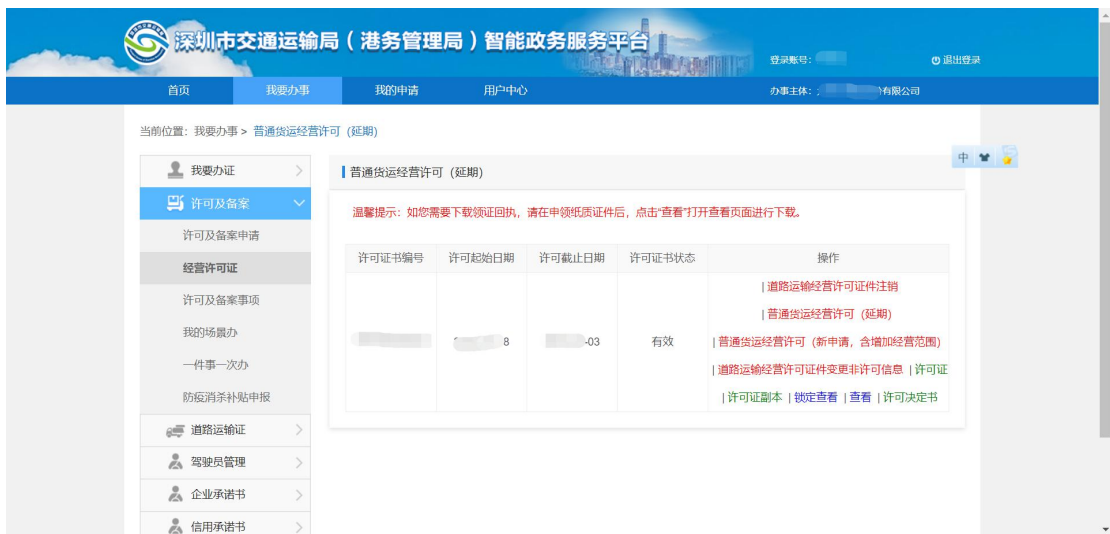 深圳市交通运输局（港务管理局）智能政务服务平台
登录账号：
退出登录
首页 我要办事 我的申请 用户中心
办事主体： 有限公司
当前位置：我要办事 > 普通货运经营许可（延期）
中
我要办证
许可及备案
许可及备案申请
经营许可证
许可及备案事项
我的场景办
一件事一次办
防疫消杀补贴申报
道路运输证
驾驶员管理
企业承诺书
信用承诺书
普通货运经营许可（延期）
温馨提示：如您需要下载领证回执，请在申领纸质证件后，点击“查看”打开查看页面进行下载。
许可证书编号 许可起始日期 许可截止日期 许可证书状态 操作
8 -03 有效
| 道路运输经营许可证件注销
| 普通货运经营许可（延期）
| 普通货运经营许可（新申请，含增加经营范围）
| 道路运输经营许可证件变更非许可信息 | 许可证
| 许可证副本 | 锁定查看 | 查看 | 许可决定书